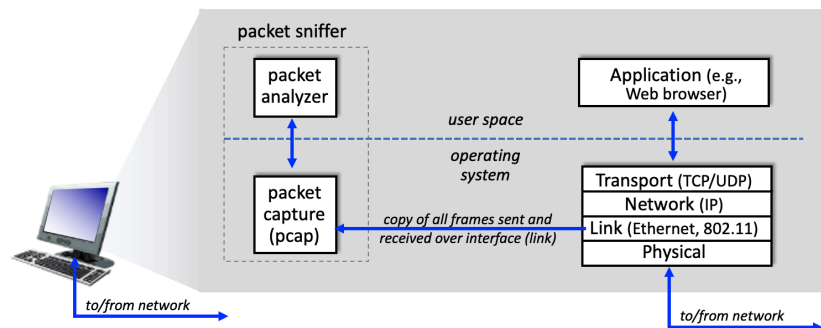 packet sniffer
packet
analyzer
Application (e.g.,
Web browser)
user space
operating
system
packet
capture
(pcap)
copy of all frames sent and
received over interface (link)
Transport (TCP/UDP)
Network (IP)
Link (Ethernet, 802.11)
Physical
to/from network
to/from network